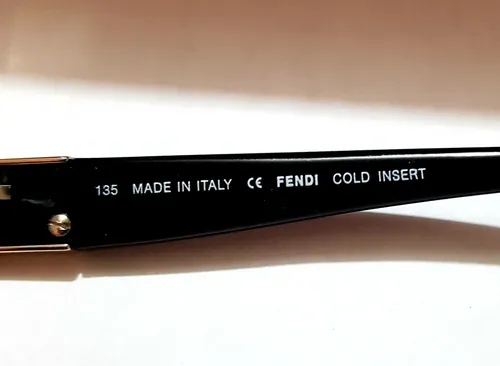 135 MADE IN ITALY CE FENDI COLD INSERT